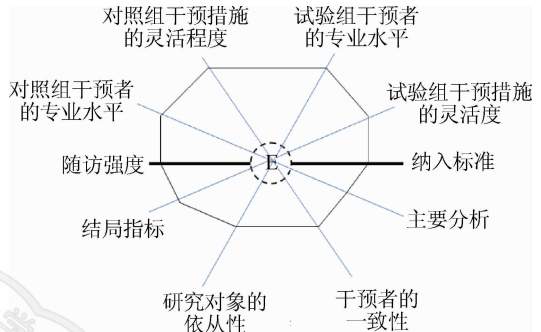 对照组干预措施
的灵活程度
试验组干预者
的专业水平
对照组干预者
的专业水平
试验组干预措施
的灵活度
随访强度
E
纳入标准
结局指标
主要分析
研究对象的
依从性
干预者的
一致性